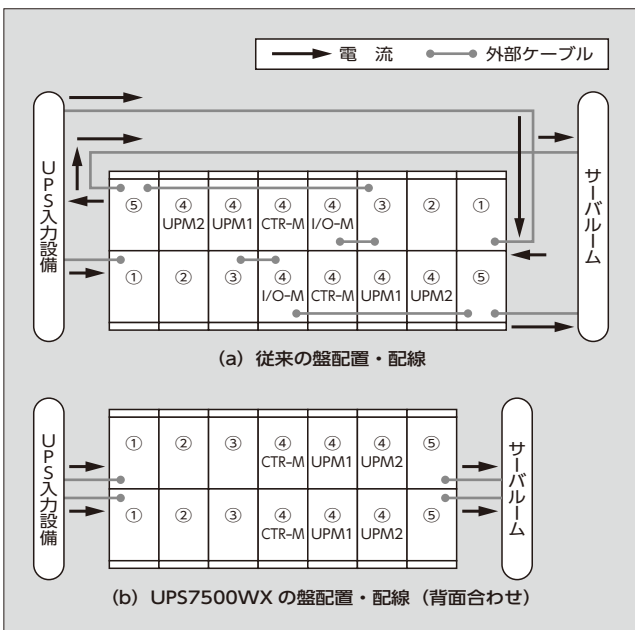 電 流 外部ケーブル
UPS入力設備
サーバルーム
⑤ ④ ④ ④ ④ ③ ② ①
UPM2 UPM1 CTR-M I/O-M
① ② ③ ④ ④ ④ ④ ⑤
I/O-M CTR-M UPM1 UPM2
(a) 従来の盤配置・配線
UPS入力設備
サーバルーム
① ② ③ ④ ④ ④ ⑤
CTR-M UPM1 UPM2
① ② ③ ④ ④ ④ ⑤
CTR-M UPM1 UPM2
(b) UPS7500WX の盤配置・配線(背面合わせ)